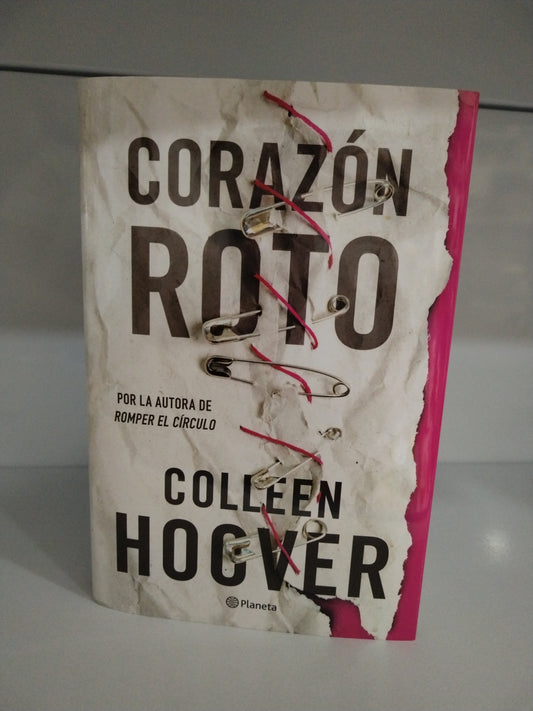 CORAZÓN
ROTO
POR LA AUTORA DE
ROMPER EL CÍRCULO
COLLEEN
HOOVER
Planeta